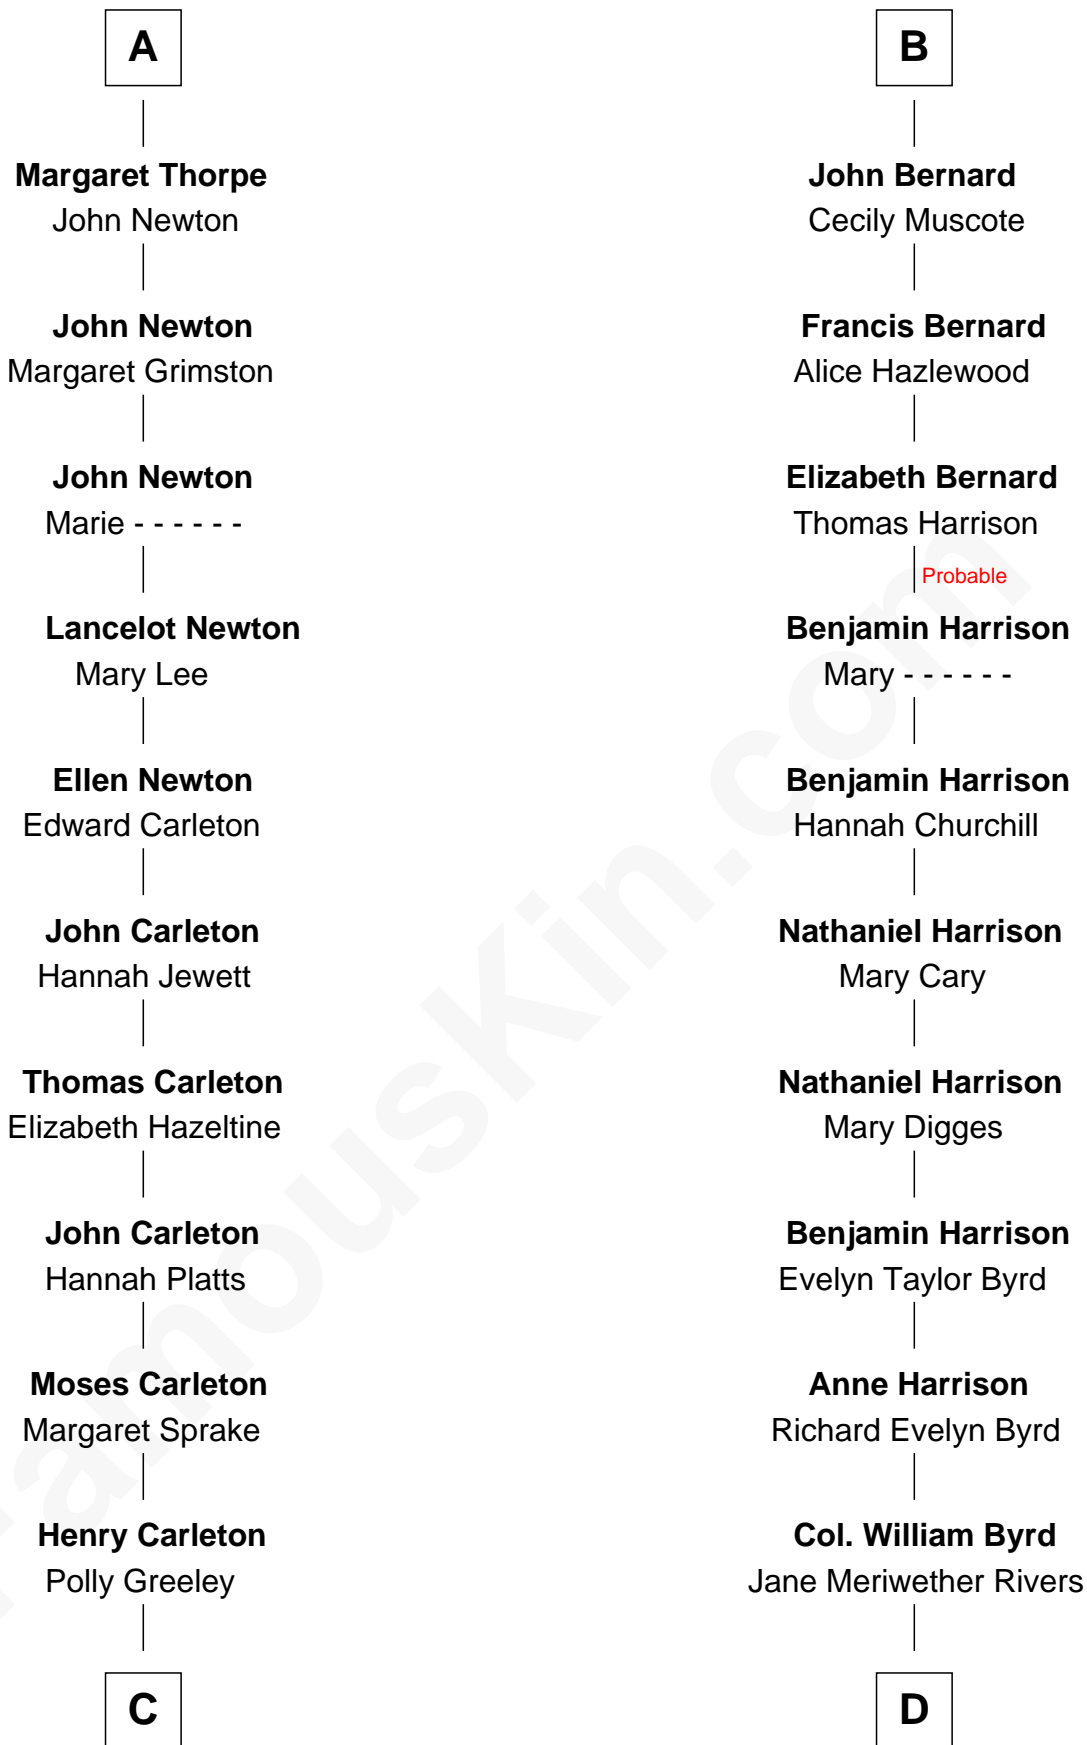 A
Margaret Thorpe
John Newton
John Newton
Margaret Grimston
John Newton
Marie - - - - - -
Lancelot Newton
Mary Lee
Ellen Newton
Edward Carleton
John Carleton
Hannah Jewett
Thomas Carleton
Elizabeth Hazeltine
John Carleton
Hannah Platts
Moses Carleton
Margaret Sprake
Henry Carleton
Polly Greeley
C
B
John Bernard
Cecily Muscote
Francis Bernard
Alice Hazlewood
Elizabeth Bernard
Thomas Harrison
Probable
Benjamin Harrison
Mary - - - - - -
Benjamin Harrison
Hannah Churchill
Nathaniel Harrison
Mary Cary
Nathaniel Harrison
Mary Digges
Benjamin Harrison
Evelyn Taylor Byrd
Anne Harrison
Richard Evelyn Byrd
Col. William Byrd
Jane Meriwether Rivers
D
FamousKin.com